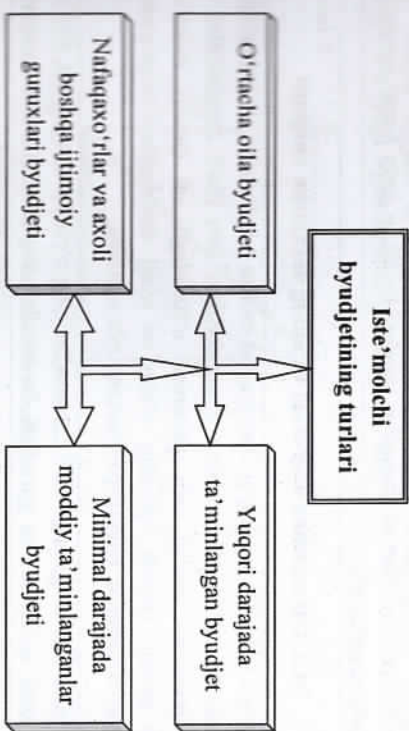 Iste’molchi
byudjetining turlari
O‘rtacha oila byudjeti
Yuqori darajada
ta’minlangan byudjet
Nafaqaxo‘rlar va axoli
boshqa ijtimoiy
guruxlari byudjeti
Minimal darajada
moddiy ta’minlanganlar
byudjeti